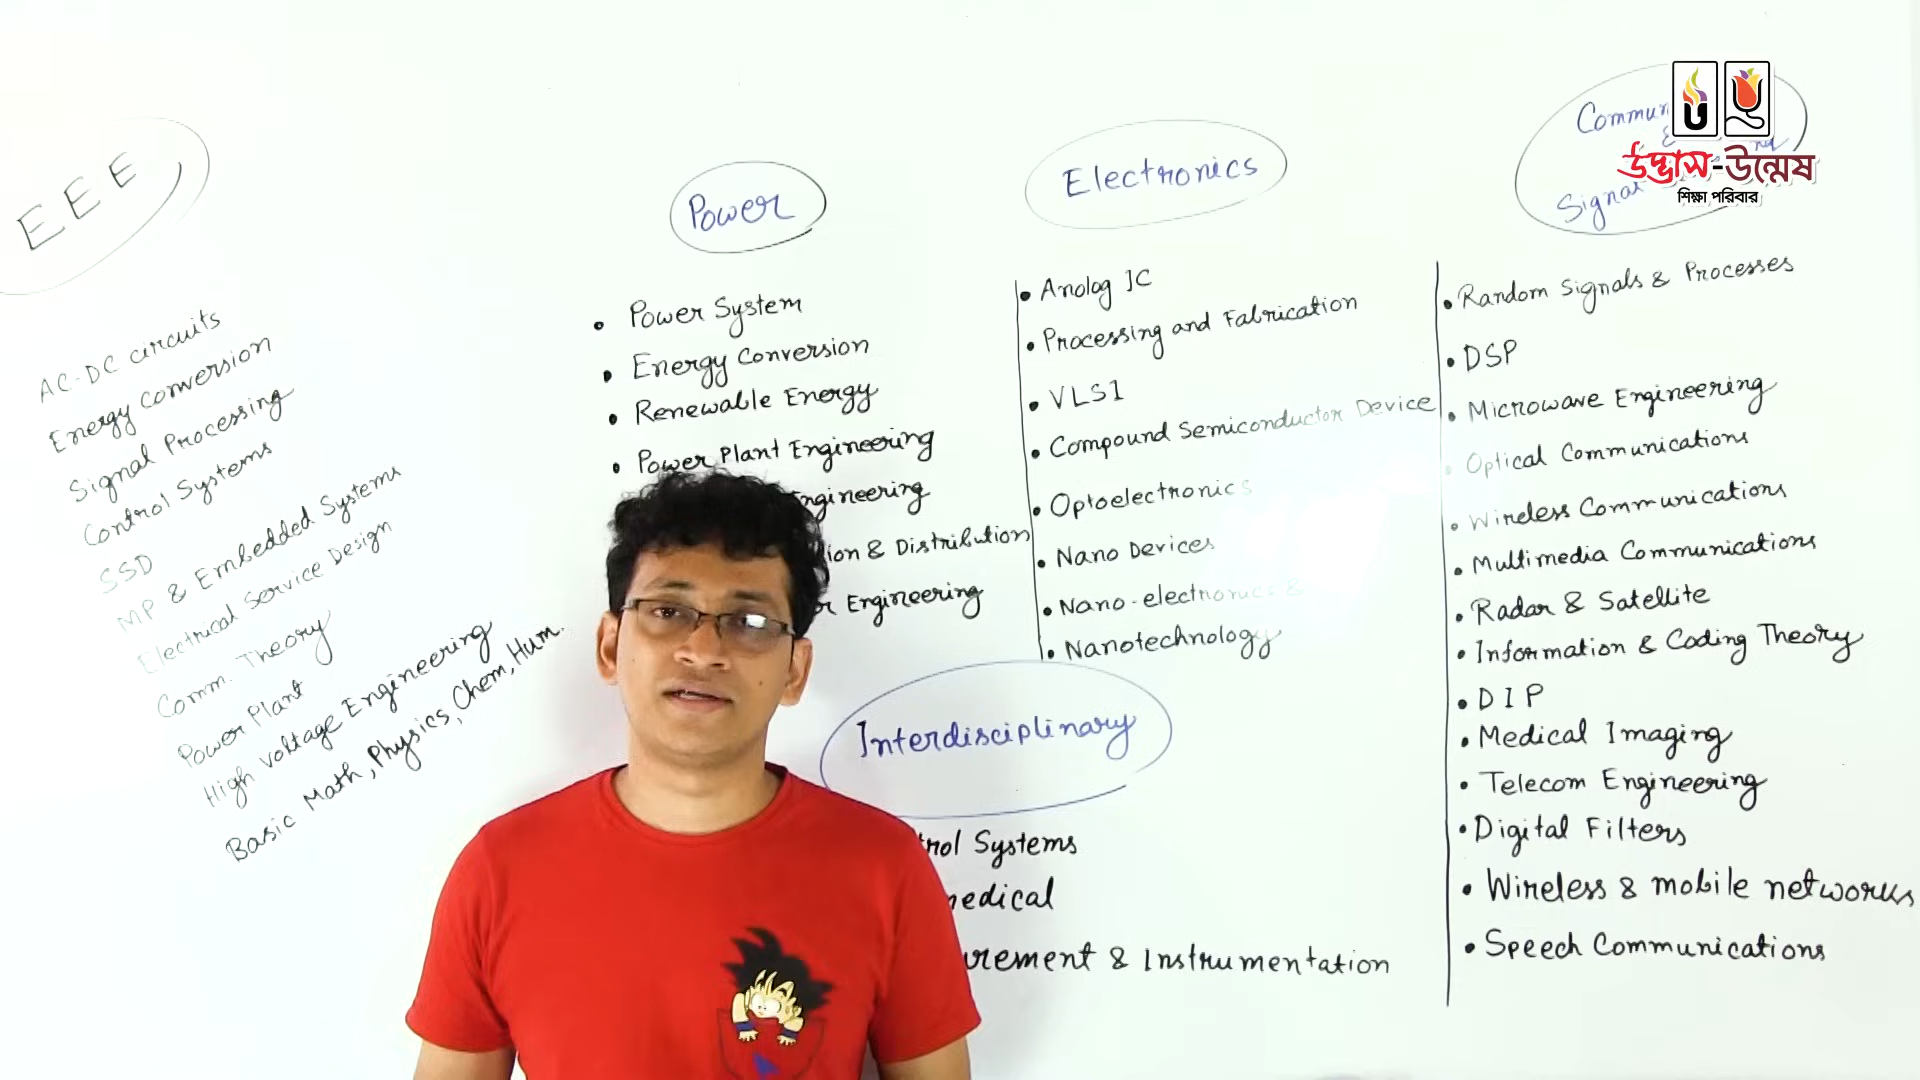 EEE
AC-DC circuits
Energy conversion
Signal Processing
Control Systems
SSD
MP & Embedded Systems
Electrical Service Design
Comm. Theory
Power Plant
High voltage Engineering
Basic Math, Physics, Chem, Hum.
Power
• Power System
• Energy Conversion
• Renewable Energy
• Power Plant Engineering
Engineering
& Distribution
Engineering
Electronics
• Analog IC
• Processing and Fabrication
• VLSI
• Compound Semiconductor Device
• Optoelectronics
• Nano Devices
• Nano-electronics &
• Nanotechnology
Interdisciplinary
Systems
& Instrumentation
উদ্ভাস-উন্মেষ
শিক্ষা পরিবার
• Random Signals & Processes
• DSP
• Microwave Engineering
• Optical Communications
• Wireless Communications
• Multimedia Communications
• Radar & Satellite
• Information & Coding Theory
• DIP
• Medical Imaging
• Telecom Engineering
• Digital Filters
• Wireless & mobile networks
• Speech Communications